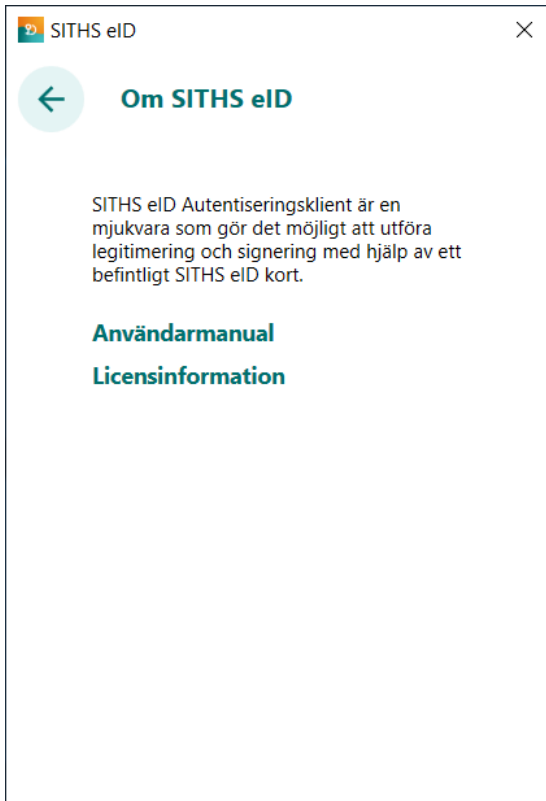 SITHS eID
Om SITHS eID
SITHS eID Autentiseringsklient är en
mjukvara som gör det möjligt att utföra
legitimering och signering med hjälp av ett
befintligt SITHS eID kort.
Användarmanual
Licensinformation